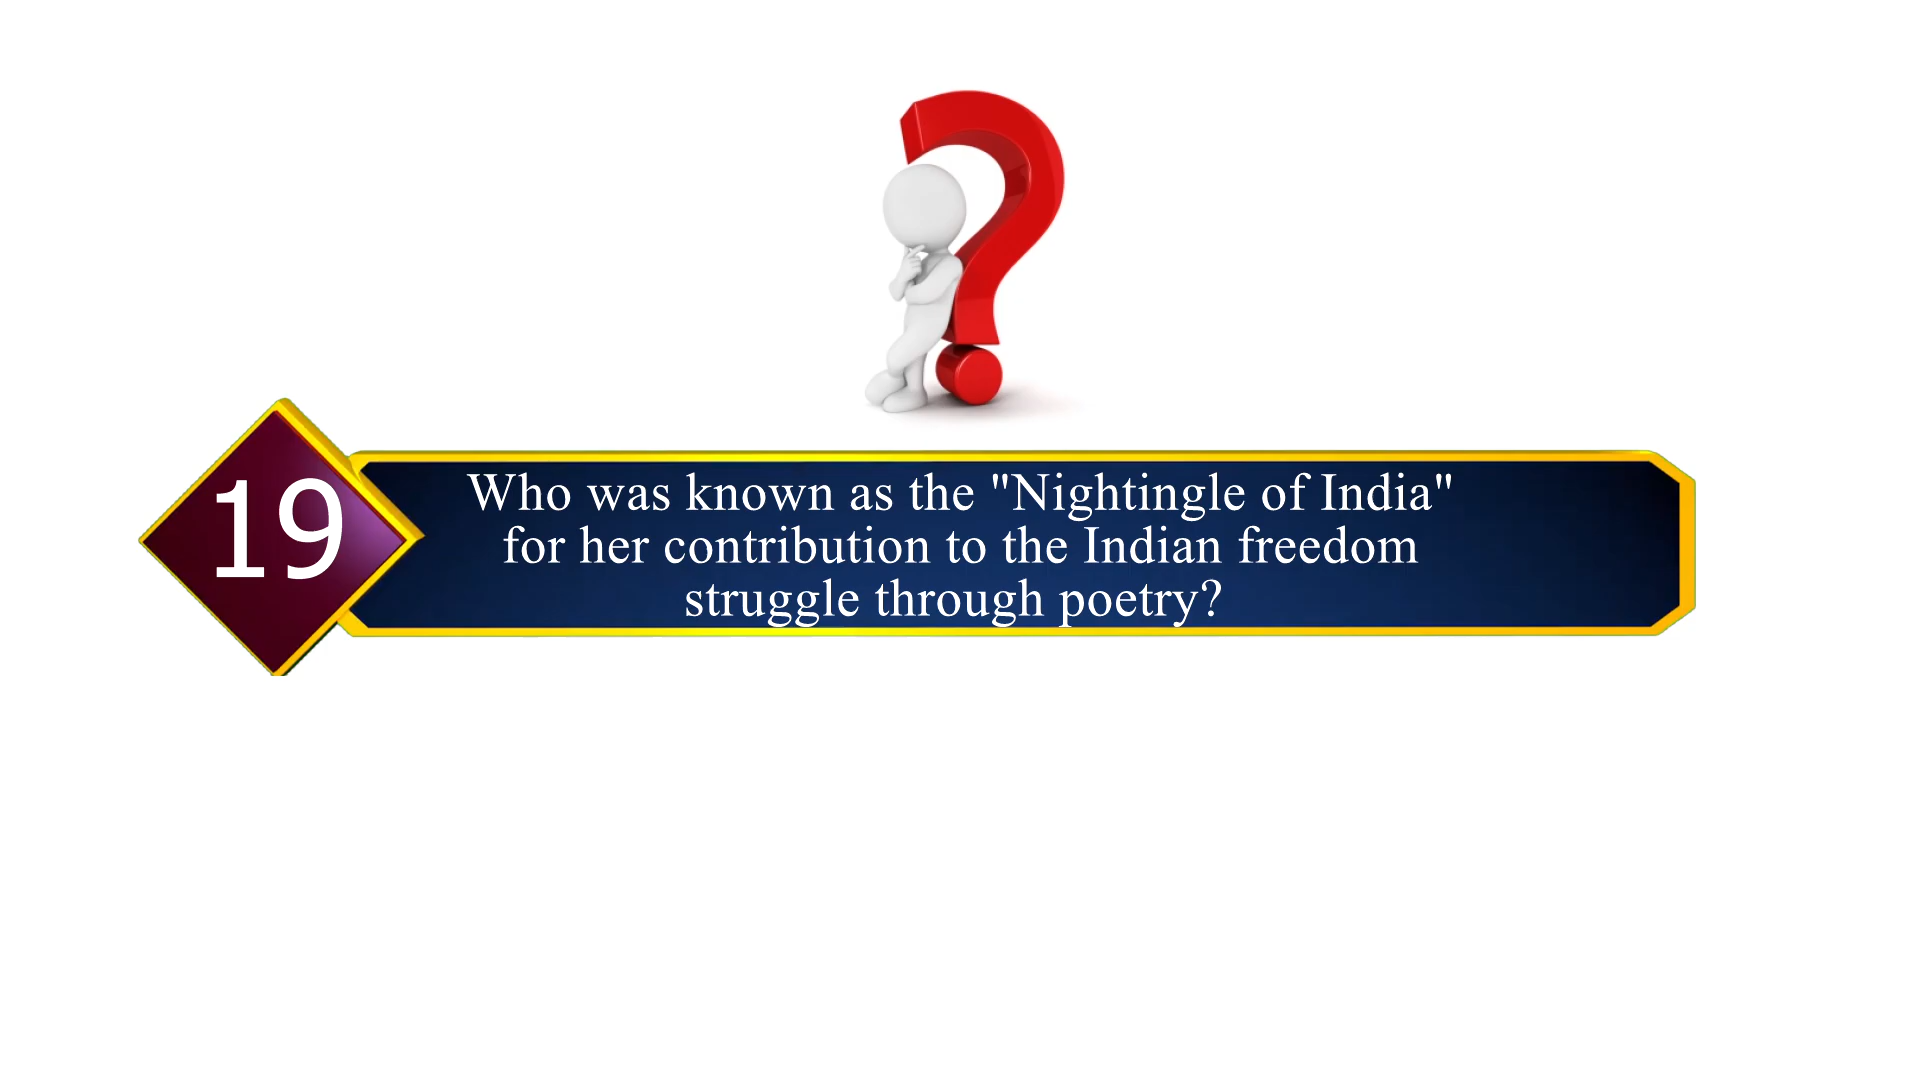 19
Who was known as the "Nightingle of India"
for her contribution to the Indian freedom
struggle through poetry?